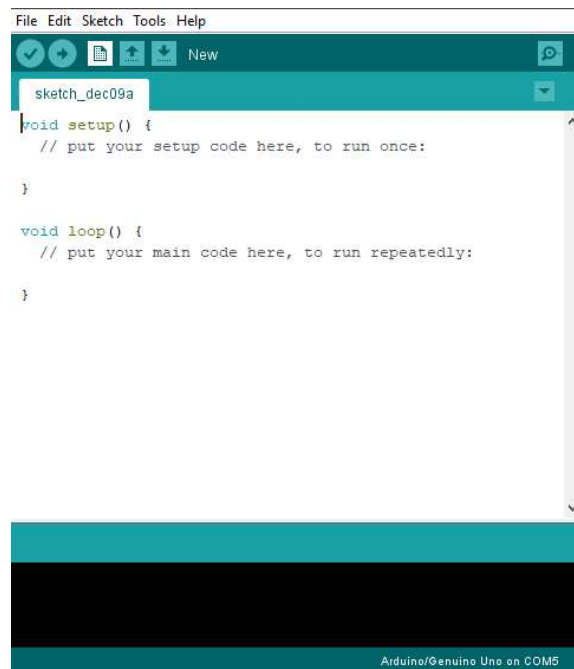 File Edit Sketch Tools Help
New
sketch_dec09a
void setup() {
  // put your setup code here, to run once:
}
void loop() {
  // put your main code here, to run repeatedly:
}
Arduino/Genuino Uno on COM5